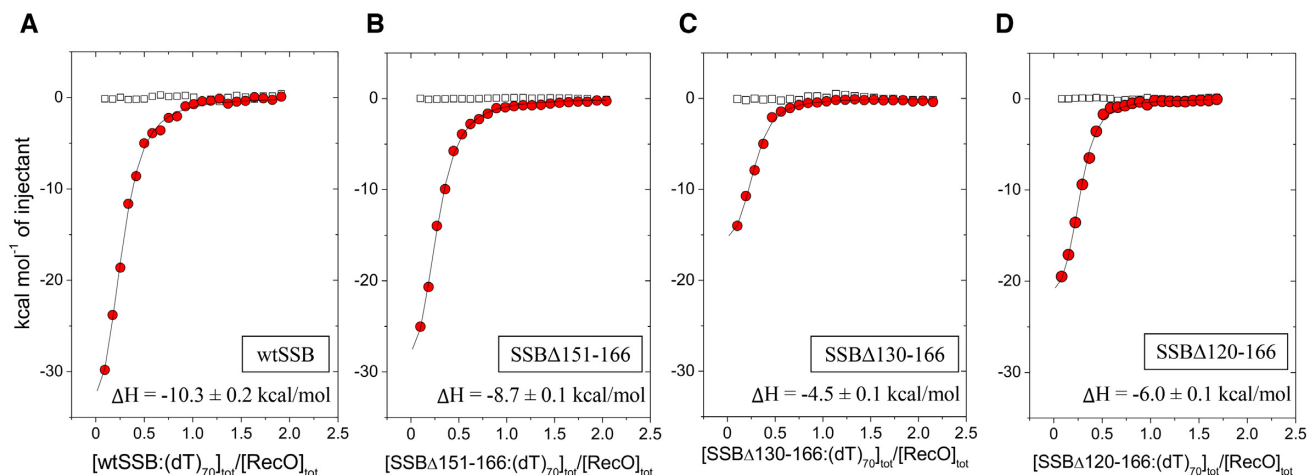 A
B
C
D
kcal mol⁻¹ of injectant
0
-10
-20
-30
wtSSB
ΔH = -10.3 ± 0.2 kcal/mol
0 0.5 1.0 1.5 2.0 2.5
[wtSSB:(dT)₇₀]tot/[RecO]tot
0
-10
-20
-30
SSBΔ151-166
ΔH = -8.7 ± 0.1 kcal/mol
0 0.5 1.0 1.5 2.0 2.5
[SSBΔ151-166:(dT)₇₀]tot/[RecO]tot
0
-10
-20
-30
SSBΔ130-166
ΔH = -4.5 ± 0.1 kcal/mol
0 0.5 1.0 1.5 2.0 2.5
[SSBΔ130-166:(dT)₇₀]tot/[RecO]tot
0
-10
-20
-30
SSBΔ120-166
ΔH = -6.0 ± 0.1 kcal/mol
0 0.5 1.0 1.5 2.0 2.5
[SSBΔ120-166:(dT)₇₀]tot/[RecO]tot